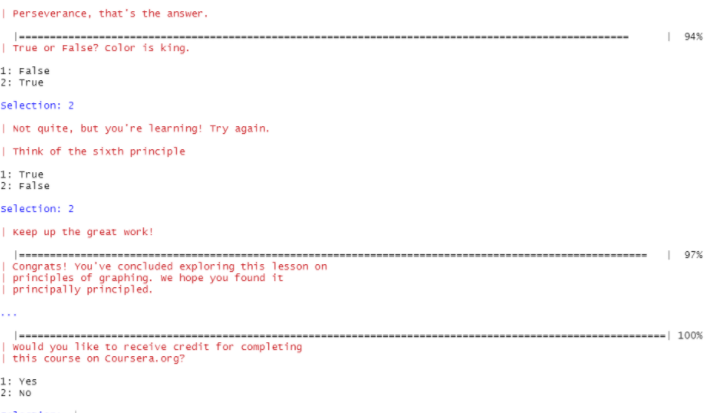 | Perseverance, that's the answer.
|======================================================================================================| 94%
| True or False? Color is king.
1: False
2: True
Selection: 2
| Not quite, but you're learning! Try again.
| Think of the sixth principle
1: True
2: False
Selection: 2
| Keep up the great work!
|=========================================================================================================| 97%
| Congrats! You've concluded exploring this lesson on
| principles of graphing. We hope you found it
| principally principled.
...
|============================================================================================================| 100%
| Would you like to receive credit for completing
| this course on Coursera.org?
1: Yes
2: No